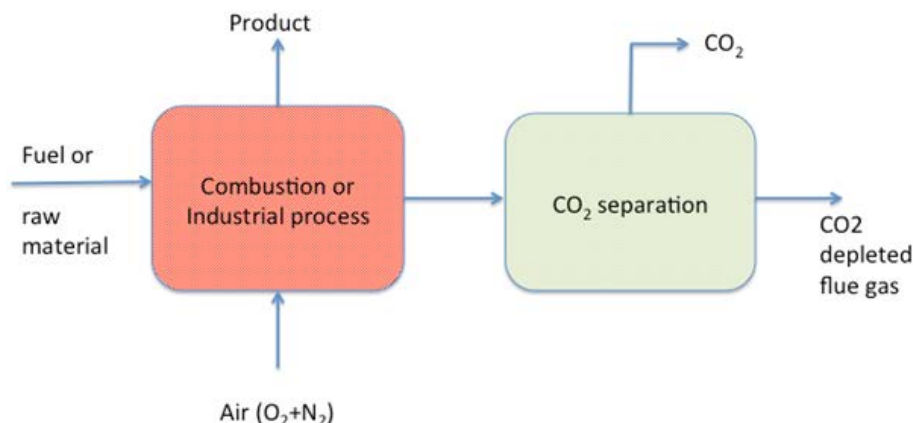 Product
CO₂
Fuel or
raw
material
Combustion or
Industrial process
CO₂ separation
CO2
depleted
flue gas
Air (O₂+N₂)